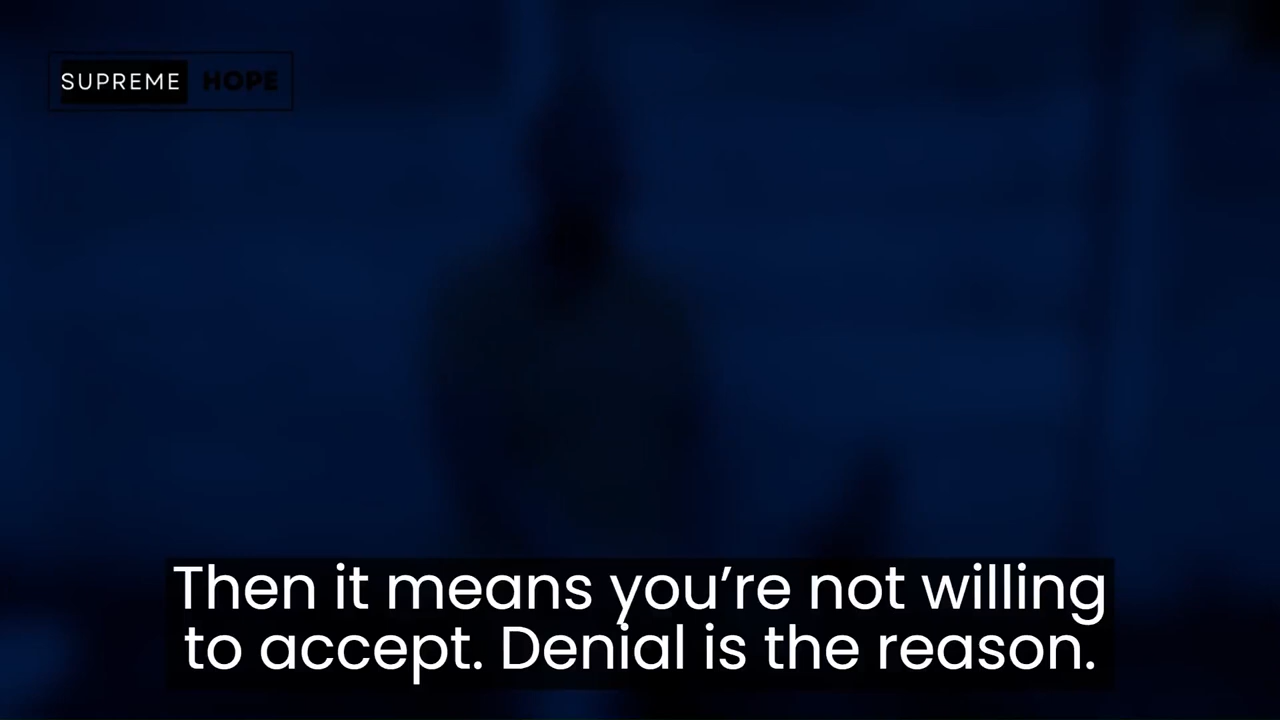 SUPREME HOPE
Then it means you’re not willing
to accept. Denial is the reason.